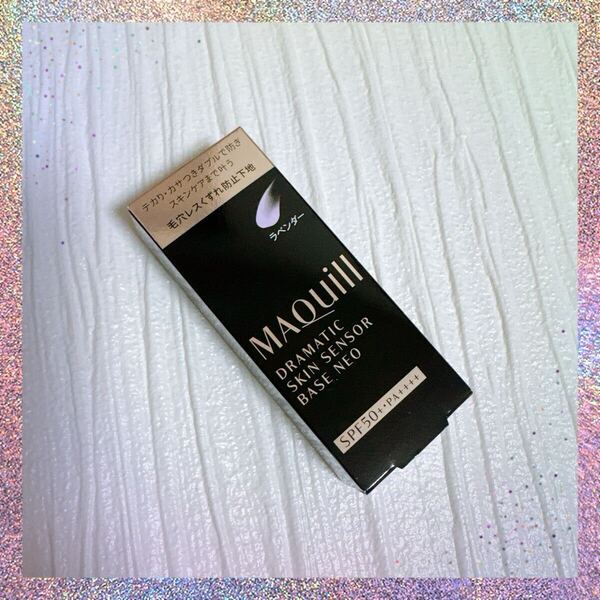 テカリ・カサつきダブルで防ぎ
スキンケアまで叶う
毛穴レスくずれ防止下地
ラベンダー
MAQuill
DRAMATIC
SKIN SENSOR
BASE NEO
SPF50+・PA++++